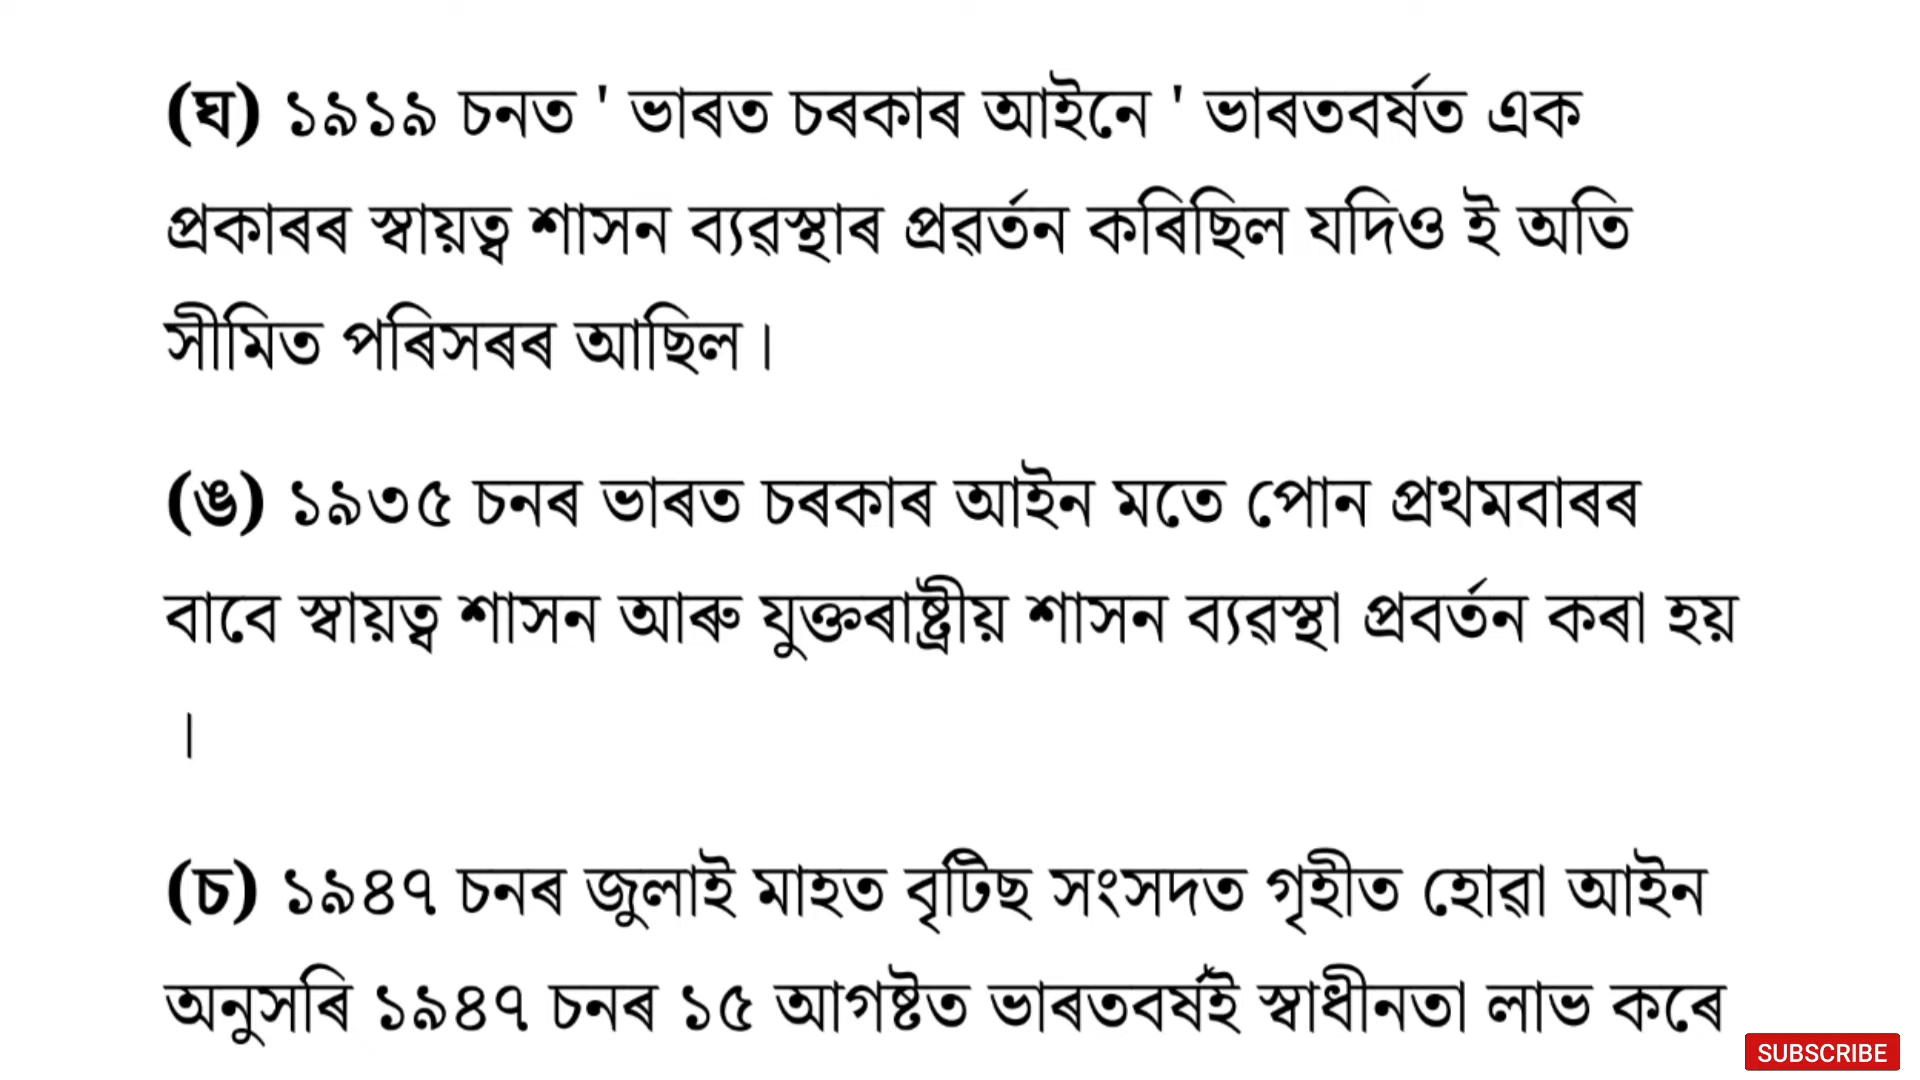 (ঘ) ১৯১৯ চনত ' ভাৰত চৰকাৰ আইনে ' ভাৰতবৰ্ষত এক
প্ৰকাৰৰ স্বায়ত্ব শাসন ব্যৱস্থাৰ প্ৰৱৰ্তন কৰিছিল যদিও ই অতি
সীমিত পৰিসৰৰ আছিল।
(ঙ) ১৯৩৫ চনৰ ভাৰত চৰকাৰ আইন মতে পোন প্ৰথমবাৰৰ
বাবে স্বায়ত্ব শাসন আৰু যুক্তৰাষ্ট্ৰীয় শাসন ব্যৱস্থা প্ৰবৰ্তন কৰা হয়
।
(চ) ১৯৪৭ চনৰ জুলাই মাহত বৃটিছ সংসদত গৃহীত হোৱা আইন
অনুসৰি ১৯৪৭ চনৰ ১৫ আগষ্টত ভাৰতবৰ্ষই স্বাধীনতা লাভ কৰে
SUBSCRIBE